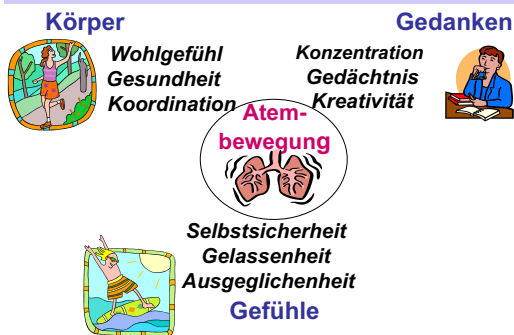 Körper
Wohlgefühl
Gesundheit
Koordination
Gedanken
Konzentration
Gedächtnis
Kreativität
Atem-
bewegung
Selbstsicherheit
Gelassenheit
Ausgeglichenheit
Gefühle